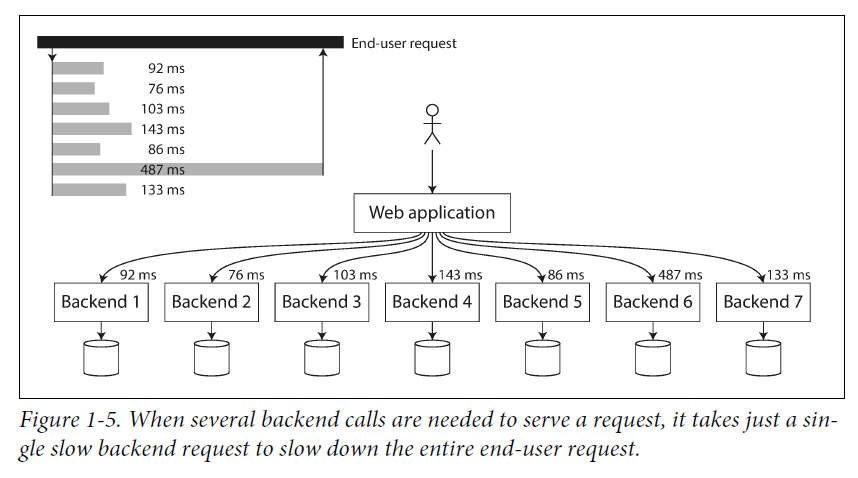 End-user request
92 ms
76 ms
103 ms
143 ms
86 ms
487 ms
133 ms
Web application
92 ms 76 ms 103 ms 143 ms 86 ms 487 ms 133 ms
Backend 1 Backend 2 Backend 3 Backend 4 Backend 5 Backend 6 Backend 7
Figure 1-5. When several backend calls are needed to serve a request, it takes just a sin-
gle slow backend request to slow down the entire end-user request.